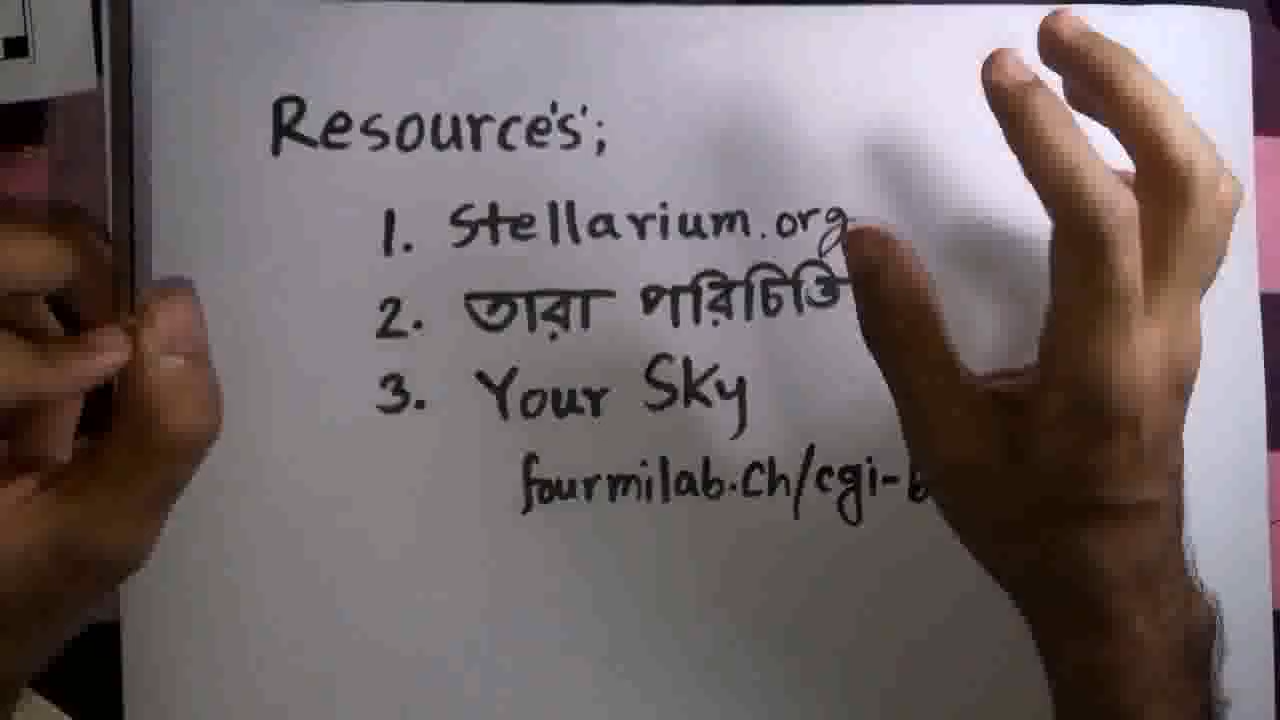 Resource's';
1. Stellarium.org
2. তারা পরিচিতি
3. Your Sky
fourmilab.ch/cgi-b